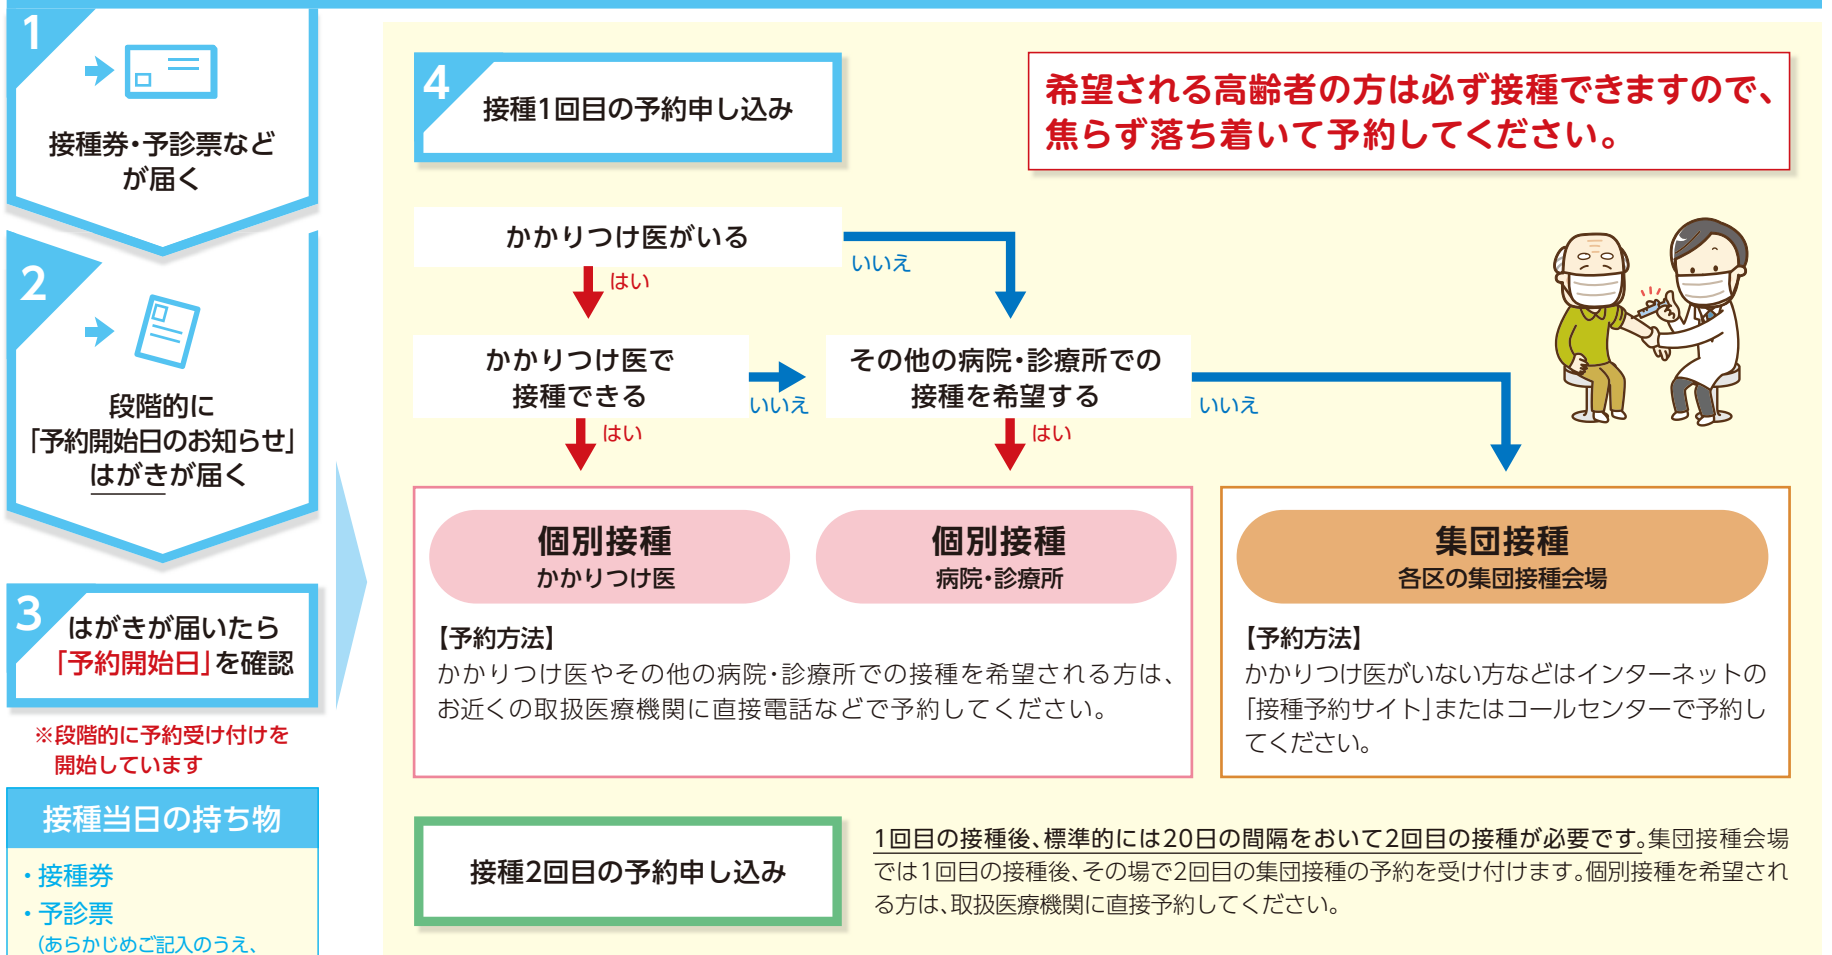 1
接種券・予診票など
が届く
2
段階的に
「予約開始日のお知らせ」
はがきが届く
3
はがきが届いたら
「予約開始日」を確認
※段階的に予約受け付けを
開始しています
接種当日の持ち物
・接種券
・予診票
(あらかじめご記入のうえ、
4
接種1回目の予約申し込み
希望される高齢者の方は必ず接種できますので、
焦らず落ち着いて予約してください。
かかりつけ医がいる
いいえ
はい
かかりつけ医で
接種できる
いいえ
はい
その他の病院・診療所での
接種を希望する
いいえ
はい
個別接種
かかりつけ医
個別接種
病院・診療所
【予約方法】
かかりつけ医やその他の病院・診療所での接種を希望される方は、
お近くの取扱医療機関に直接電話などで予約してください。
集団接種
各区の集団接種会場
【予約方法】
かかりつけ医がいない方などはインターネットの
「接種予約サイト」またはコールセンターで予約し
てください。
接種2回目の予約申し込み
1回目の接種後、標準的には20日の間隔をおいて2回目の接種が必要です。集団接種会場
では1回目の接種後、その場で2回目の集団接種の予約を受け付けます。個別接種を希望され
る方は、取扱医療機関に直接予約してください。